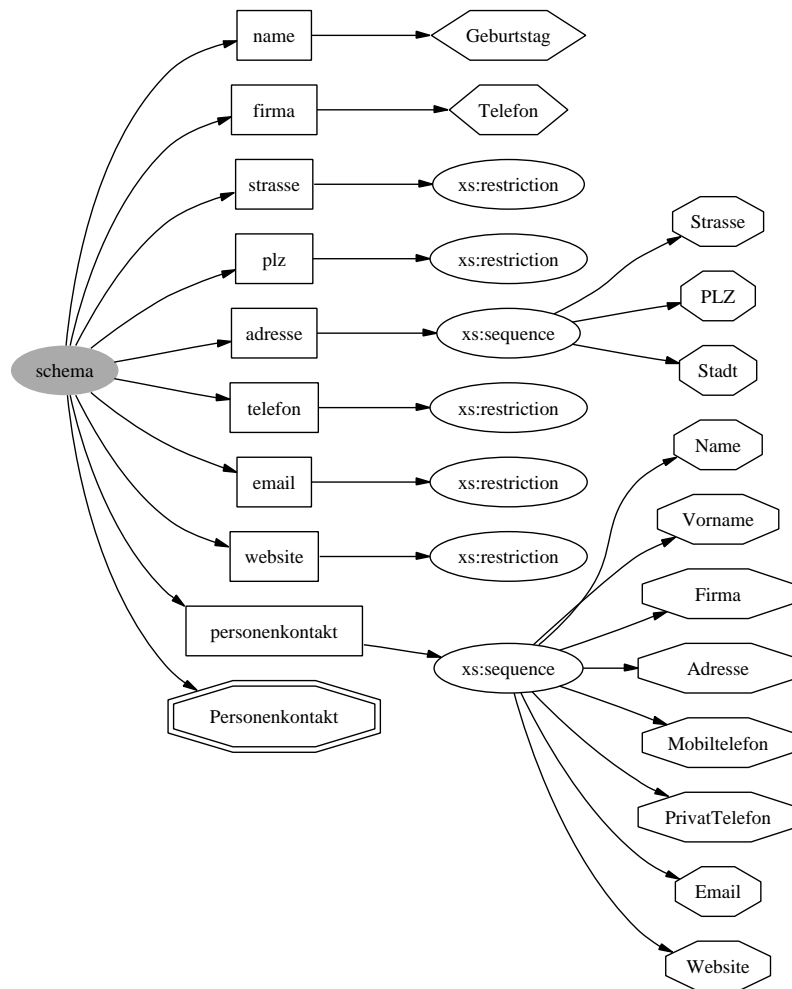 name
Geburtstag
firma
Telefon
strasse
xs:restriction
Strasse
plz
xs:restriction
PLZ
adresse
xs:sequence
schema
Stadt
telefon
xs:restriction
Name
email
xs:restriction
Vorname
website
xs:restriction
Firma
personenkontakt
xs:sequence
Adresse
Personenkontakt
Mobiltelefon
PrivatTelefon
Email
Website